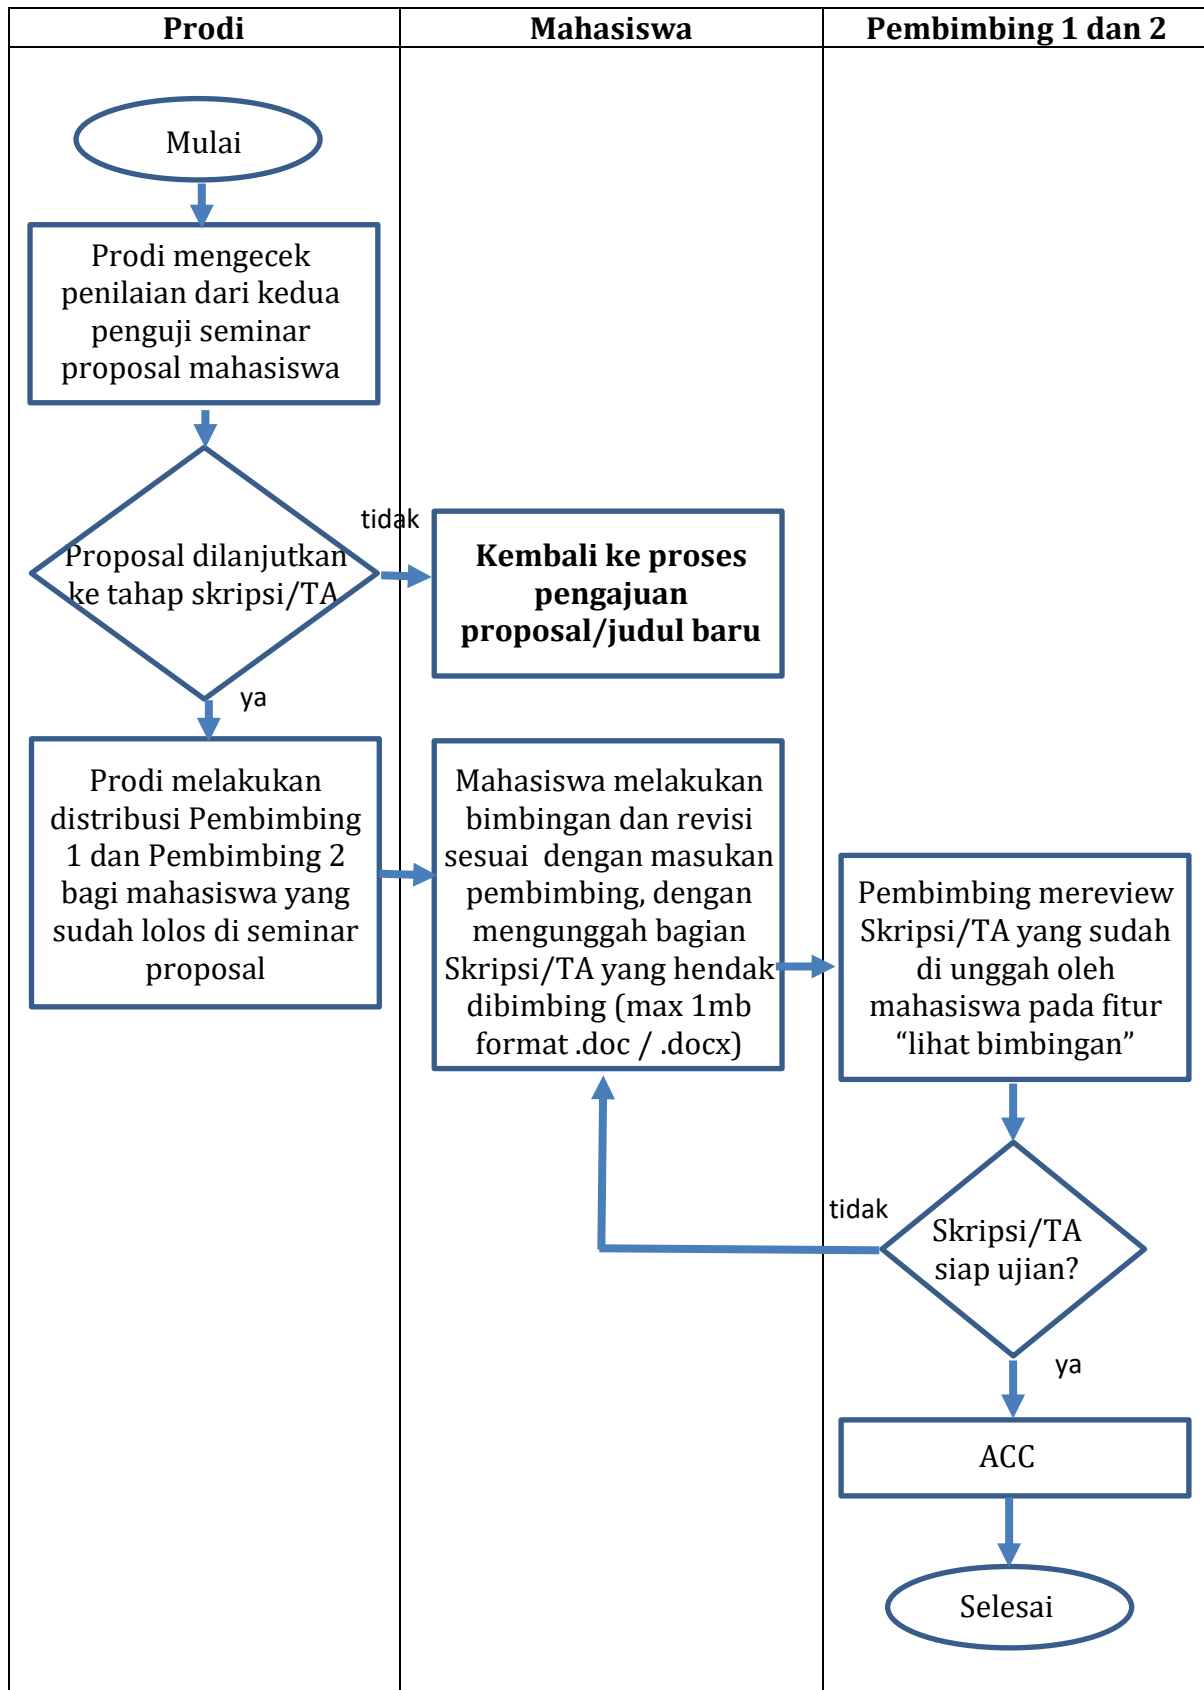 Prodi
Mahasiswa
Pembimbing 1 dan 2
Mulai
Prodi mengecek
penilaian dari kedua
penguji seminar
proposal mahasiswa
Proposal dilanjutkan
ke tahap skripsi/TA
tidak
Kembali ke proses
pengajuan
proposal/judul baru
ya
Prodi melakukan
distribusi Pembimbing
1 dan Pembimbing 2
bagi mahasiswa yang
sudah lolos di seminar
proposal
Mahasiswa melakukan
bimbingan dan revisi
sesuai  dengan masukan
pembimbing, dengan
mengunggah bagian
Skripsi/TA yang hendak
dibimbing (max 1mb
format .doc / .docx)
Pembimbing mereview
Skripsi/TA yang sudah
di unggah oleh
mahasiswa pada fitur
“lihat bimbingan”
tidak
Skripsi/TA
siap ujian?
ya
ACC
Selesai